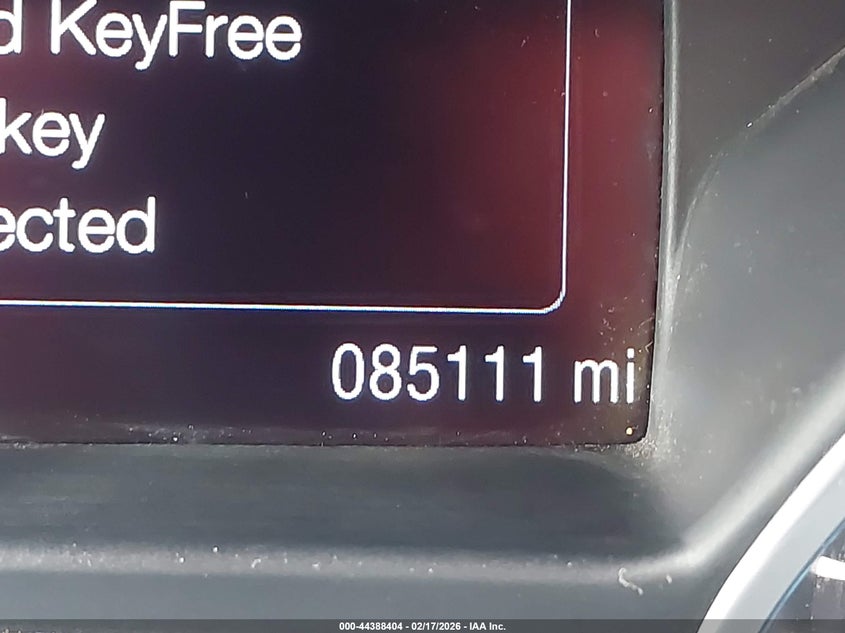 d KeyFree
key
ected
085111 mi
000-44388404 - 02/17/2026 - IAA Inc.